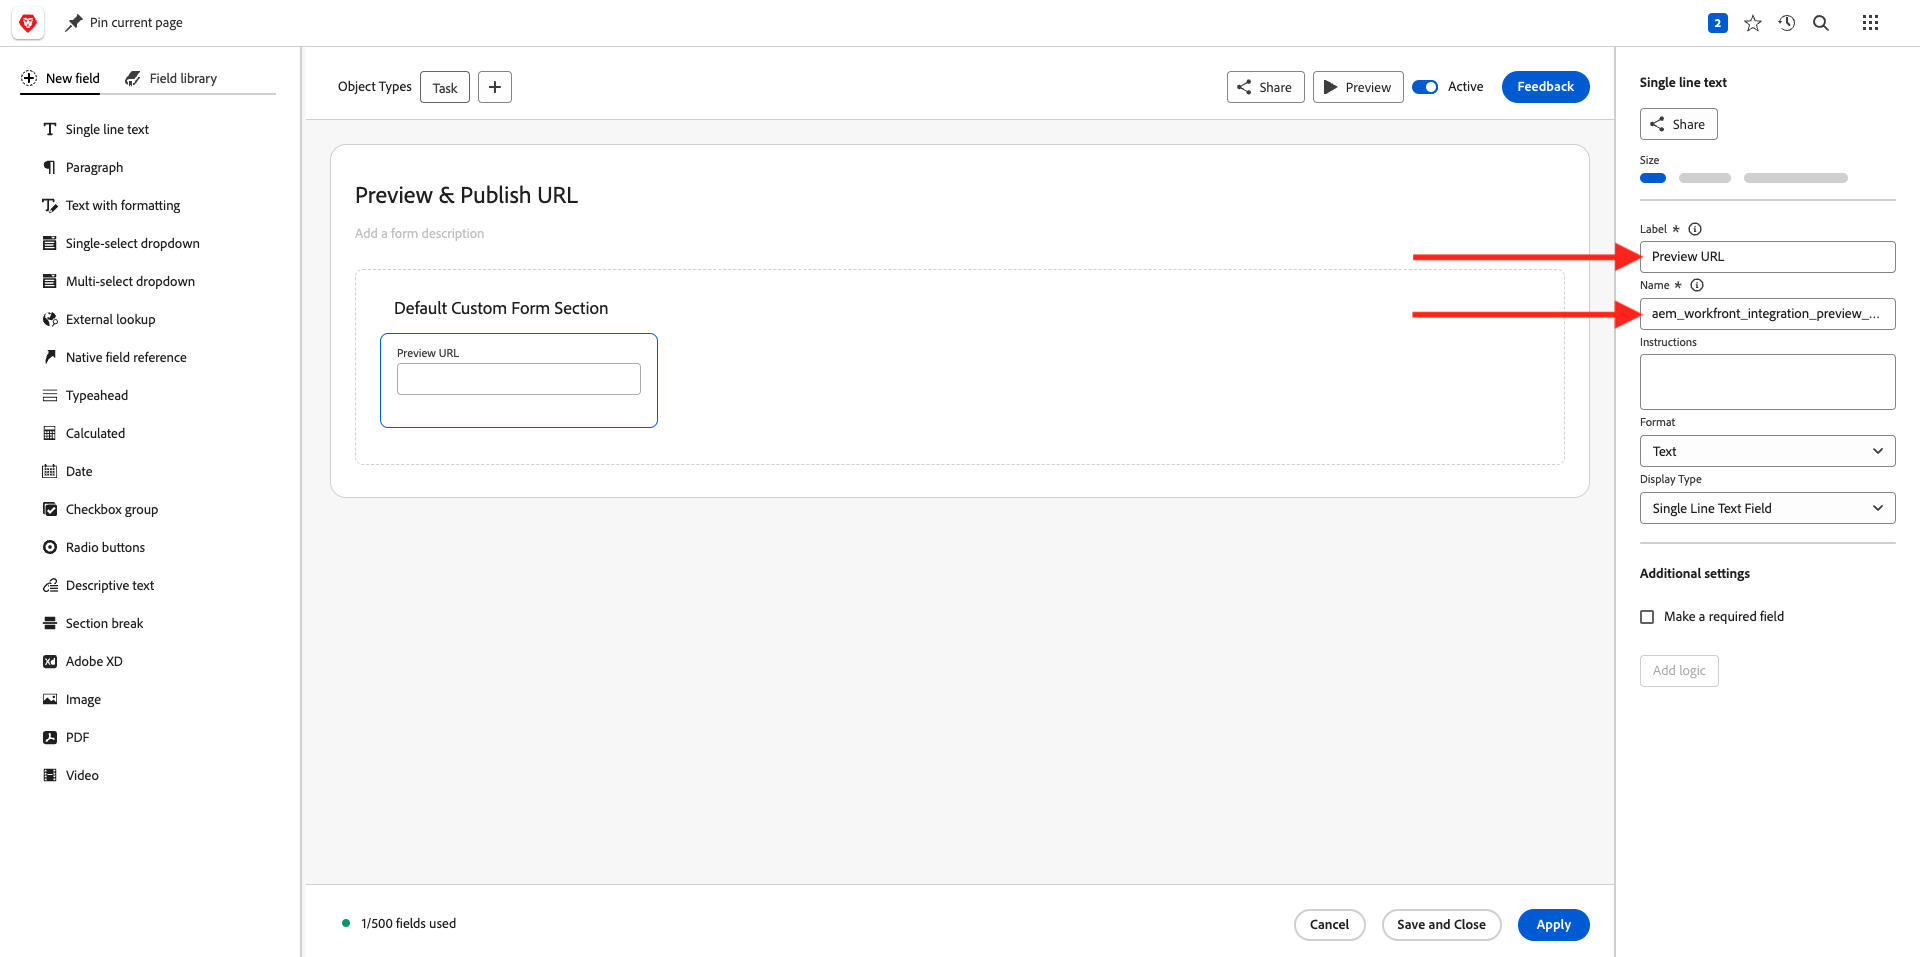 Pin current page
2
New field
Field library
Single line text
Paragraph
Text with formatting
Single-select dropdown
Multi-select dropdown
External lookup
Native field reference
Typeahead
Calculated
Date
Checkbox group
Radio buttons
Descriptive text
Section break
Adobe XD
Image
PDF
Video
Object Types
Task
Share
Preview
Active
Feedback
Preview & Publish URL
Add a form description
Default Custom Form Section
Preview URL
1/500 fields used
Cancel
Save and Close
Apply
Single line text
Share
Size
Label *
Preview URL
Name *
aem_workfront_integration_preview_...
Instructions
Format
Text
Display Type
Single Line Text Field
Additional settings
Make a required field
Add logic